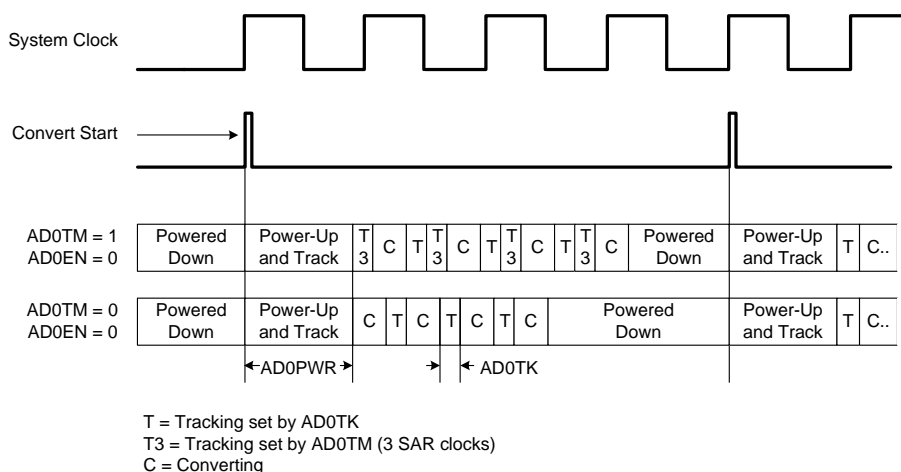 System Clock
Convert Start
AD0TM = 1
AD0EN = 0
Powered
Down
Power-Up
and Track
T
3
C
T
T
3
C
T
T
3
C
T
T
3
C
Powered
Down
Power-Up
and Track
T
C..
AD0TM = 0
AD0EN = 0
Powered
Down
Power-Up
and Track
C
T
C
T
C
T
C
Powered
Down
Power-Up
and Track
T
C..
AD0PWR
AD0TK
T = Tracking set by AD0TK
T3 = Tracking set by AD0TM (3 SAR clocks)
C = Converting